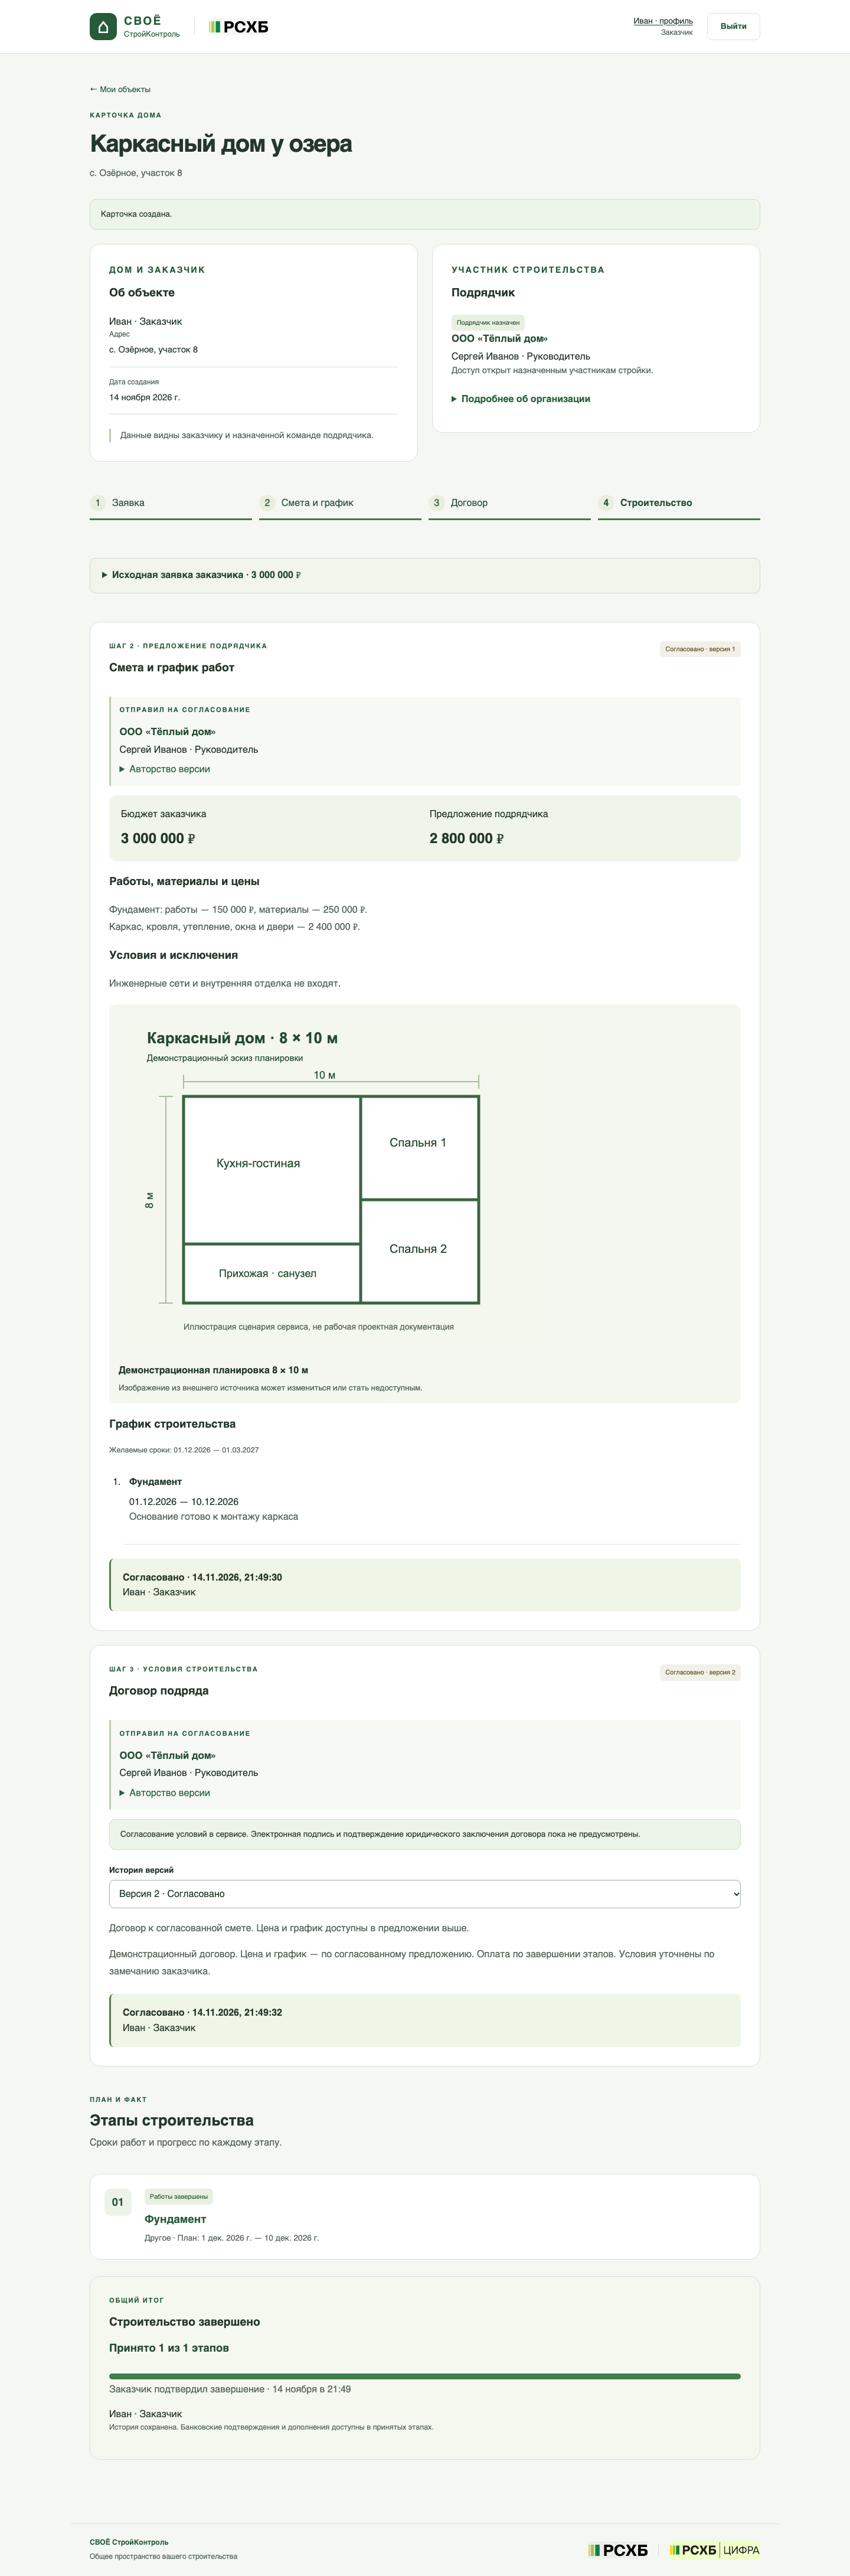 СВОЁ
СтройКонтроль
РСХБ
Иван · профиль
Заказчик
Выйти
← Мои объекты
КАРТОЧКА ДОМА
Каркасный дом у озера
с. Озёрное, участок 8
Карточка создана.
ДОМ И ЗАКАЗЧИК
Об объекте
Иван · Заказчик
Адрес
с. Озёрное, участок 8
Дата создания
14 ноября 2026 г.
Данные видны заказчику и назначенной команде подрядчика.
УЧАСТНИК СТРОИТЕЛЬСТВА
Подрядчик
Подрядчик назначен
ООО «Тёплый дом»
Сергей Иванов · Руководитель
Доступ открыт назначенным участникам стройки.
▶ Подробнее об организации
1 Заявка
2 Смета и график
3 Договор
4 Строительство
▶ Исходная заявка заказчика · 3 000 000 ₽
ШАГ 2 · ПРЕДЛОЖЕНИЕ ПОДРЯДЧИКА
Согласовано · версия 1
Смета и график работ
ОТПРАВИЛ НА СОГЛАСОВАНИЕ
ООО «Тёплый дом»
Сергей Иванов · Руководитель
▶ Авторство версии
Бюджет заказчика
3 000 000 ₽
Предложение подрядчика
2 800 000 ₽
Работы, материалы и цены
Фундамент: работы — 150 000 ₽, материалы — 250 000 ₽.
Каркас, кровля, утепление, окна и двери — 2 400 000 ₽.
Условия и исключения
Инженерные сети и внутренняя отделка не входят.
Каркасный дом · 8 × 10 м
Демонстрационный эскиз планировки
10 м
8 м
Кухня-гостиная
Спальня 1
Спальня 2
Прихожая · санузел
Иллюстрация сценария сервиса, не рабочая проектная документация
Демонстрационная планировка 8 × 10 м
Изображение из внешнего источника может измениться или стать недоступным.
График строительства
Желаемые сроки: 01.12.2026 — 01.03.2027
1. Фундамент
01.12.2026 — 10.12.2026
Основание готово к монтажу каркаса
Согласовано · 14.11.2026, 21:49:30
Иван · Заказчик
ШАГ 3 · УСЛОВИЯ СТРОИТЕЛЬСТВА
Согласовано · версия 2
Договор подряда
ОТПРАВИЛ НА СОГЛАСОВАНИЕ
ООО «Тёплый дом»
Сергей Иванов · Руководитель
▶ Авторство версии
Согласование условий в сервисе. Электронная подпись и подтверждение юридического заключения договора пока не предусмотрены.
История версий
Версия 2 · Согласовано
Договор к согласованной смете. Цена и график доступны в предложении выше.
Демонстрационный договор. Цена и график — по согласованному предложению. Оплата по завершении этапов. Условия уточнены по
замечанию заказчика.
Согласовано · 14.11.2026, 21:49:32
Иван · Заказчик
ПЛАН И ФАКТ
Этапы строительства
Сроки работ и прогресс по каждому этапу.
01
Работы завершены
Фундамент
Другое · План: 1 дек. 2026 г. — 10 дек. 2026 г.
ОБЩИЙ ИТОГ
Строительство завершено
Принято 1 из 1 этапов
Заказчик подтвердил завершение · 14 ноября в 21:49
Иван · Заказчик
История сохранена. Банковские подтверждения и дополнения доступны в принятых этапах.
СВОЁ СтройКонтроль
Общее пространство вашего строительства
РСХБ
РСХБ ЦИФРА